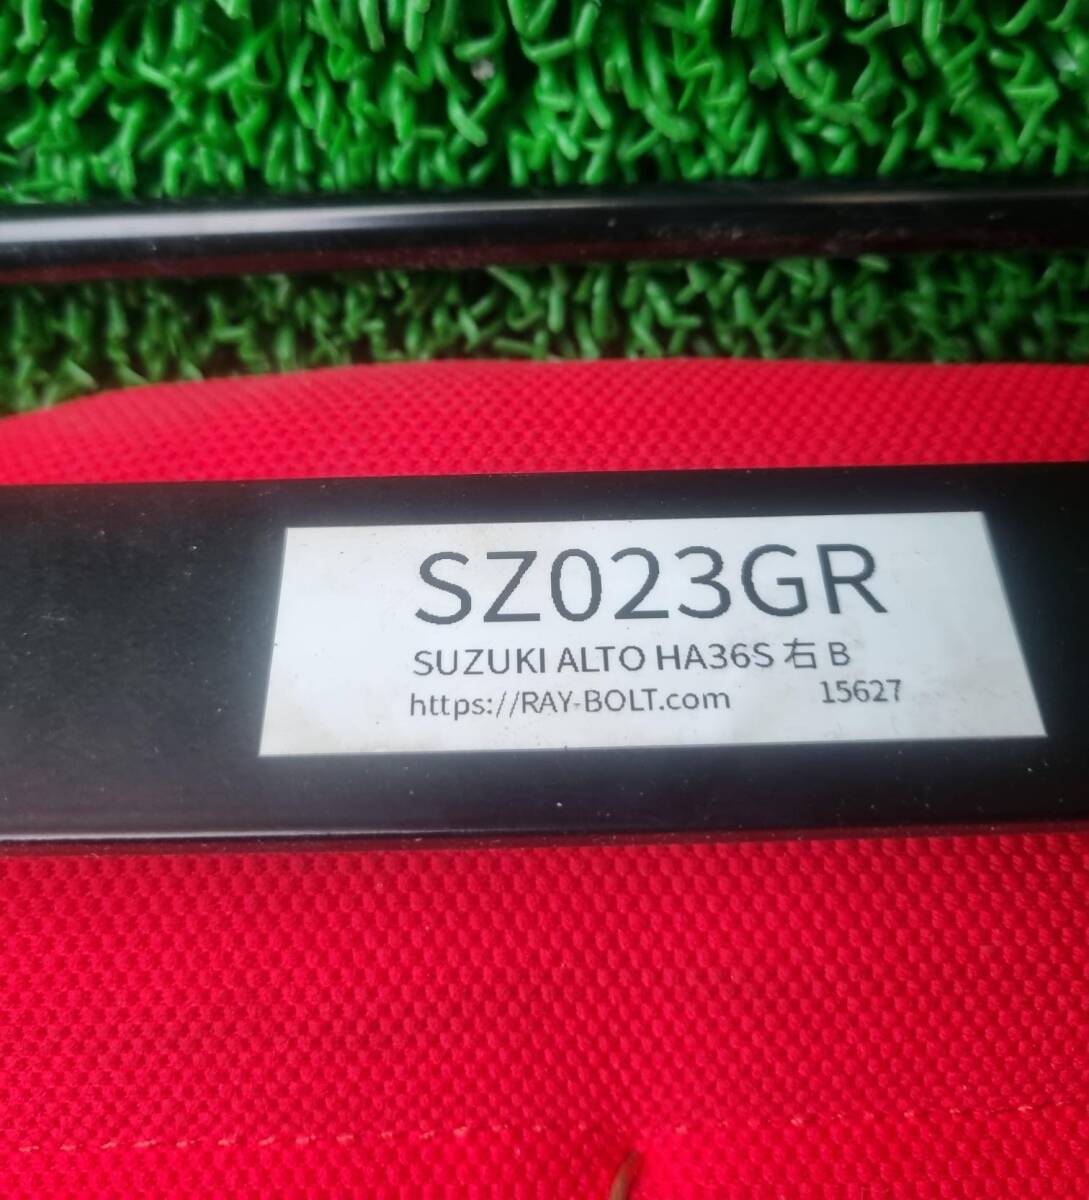 SZ023GR
SUZUKI ALTO HA36S 右 B
https://RAY-BOLT.com 15627